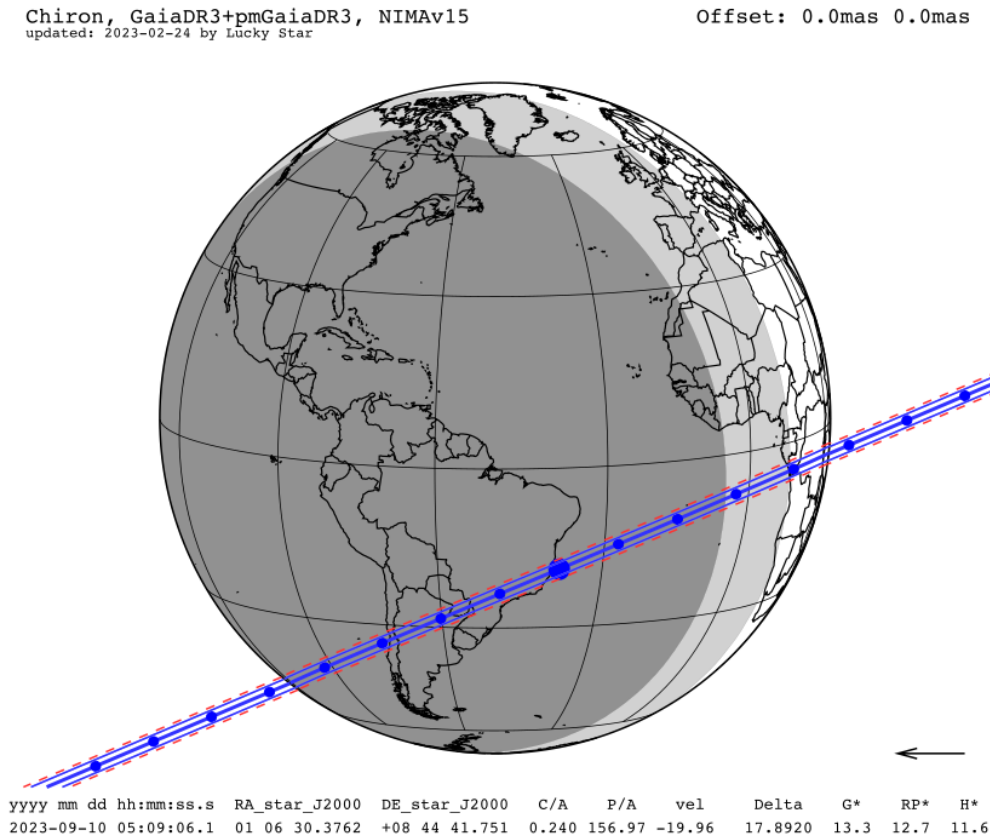 Chiron, GaiaDR3+pmGaiaDR3, NIMAv15 Offset: 0.0mas 0.0mas
updated: 2023-02-24 by Lucky Star
yyyy mm dd hh:mm:ss.s RA_star_J2000 DE_star_J2000 C/A P/A vel Delta G* RP* H*
2023-09-10 05:09:06.1 01 06 30.3762 +08 44 41.751 0.240 156.97 -19.96 17.8920 13.3 12.7 11.6